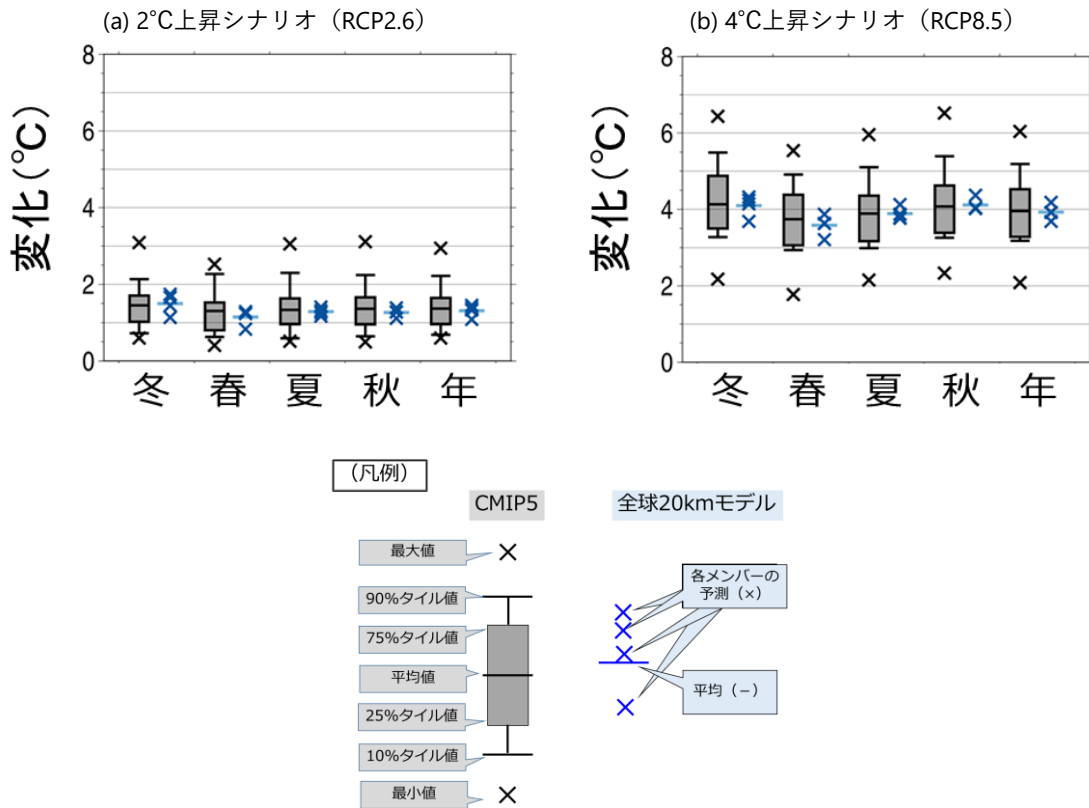 (a) 2℃上昇シナリオ（RCP2.6）
変化(℃)
8
6
4
2
0
冬 春 夏 秋 年
(b) 4℃上昇シナリオ（RCP8.5）
変化(℃)
8
6
4
2
0
冬 春 夏 秋 年
（凡例）
CMIP5
最大値
90%タイル値
75%タイル値
平均値
25%タイル値
10%タイル値
最小値
全球20kmモデル
各メンバーの
予測（×）
平均（−）